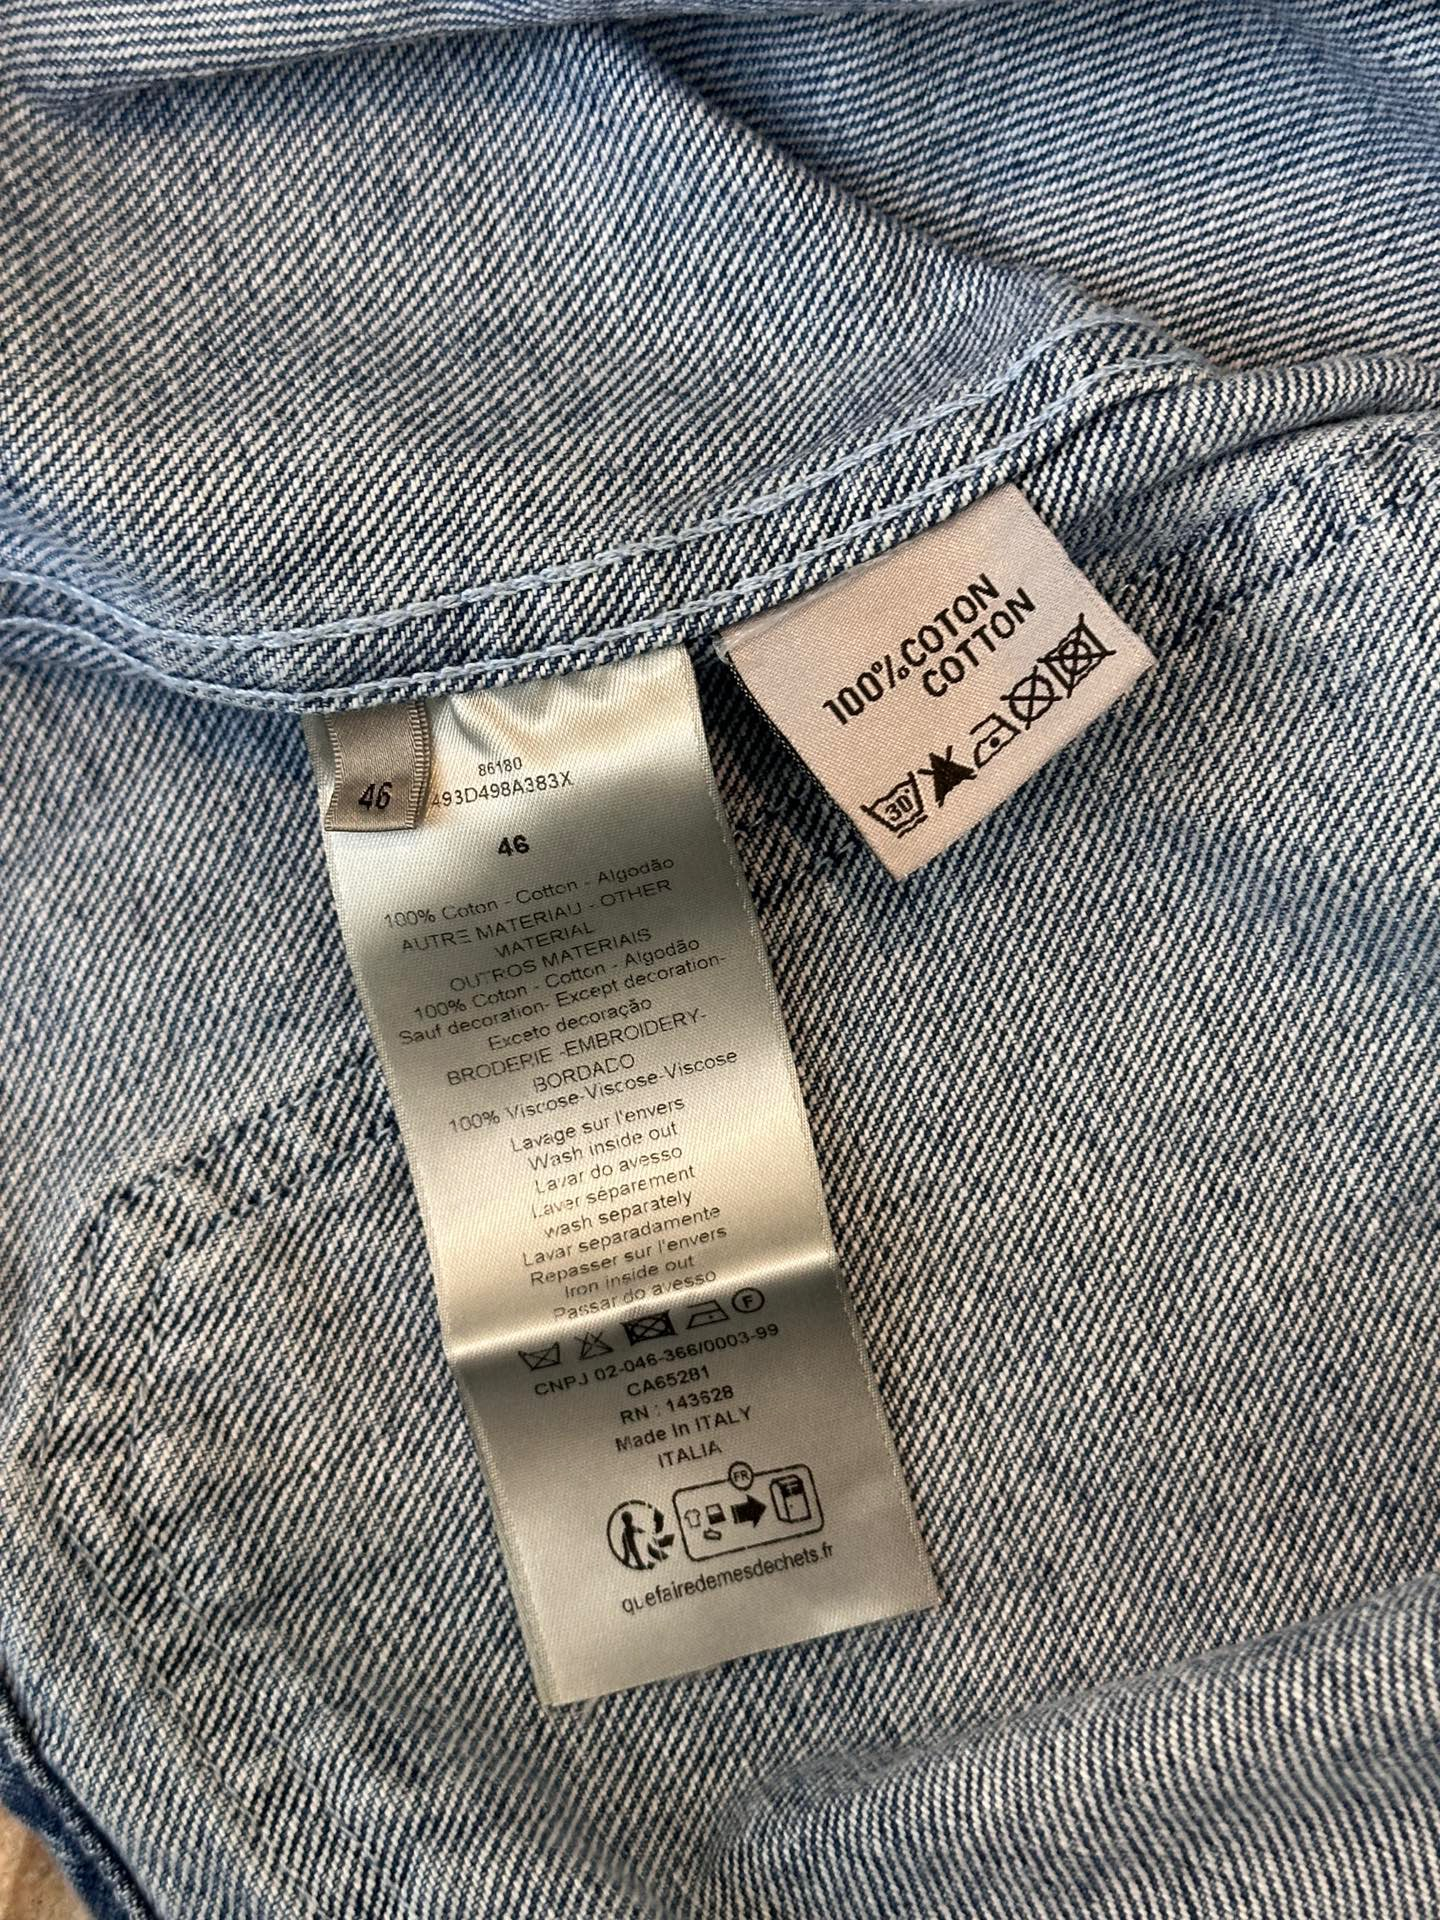 46
86180
493D498A383X
46
100% Coton - Cotton - Algodão
AUTRE MATERIAU - OTHER
MATERIAL
OUTROS MATERIAIS
100% Coton - Cotton - Algodão
Sauf decoration- Except decoration-
Exceto decoração
BRODERIE -EMBROIDERY-
BORDADO
100% Viscose-Viscose-Viscose
Lavage sur l'envers
Wash inside out
Lavar do avesso
Laver séparement
wash separately
Lavar separadamente
Repasser sur l'envers
Iron inside out
Passar do avesso
F
CNPJ 02-046-366/0003-99
CA65281
RN : 143628
Made In ITALY
ITALIA
FR
quefairedemesdechets.fr
100%COTON
COTTON
30°